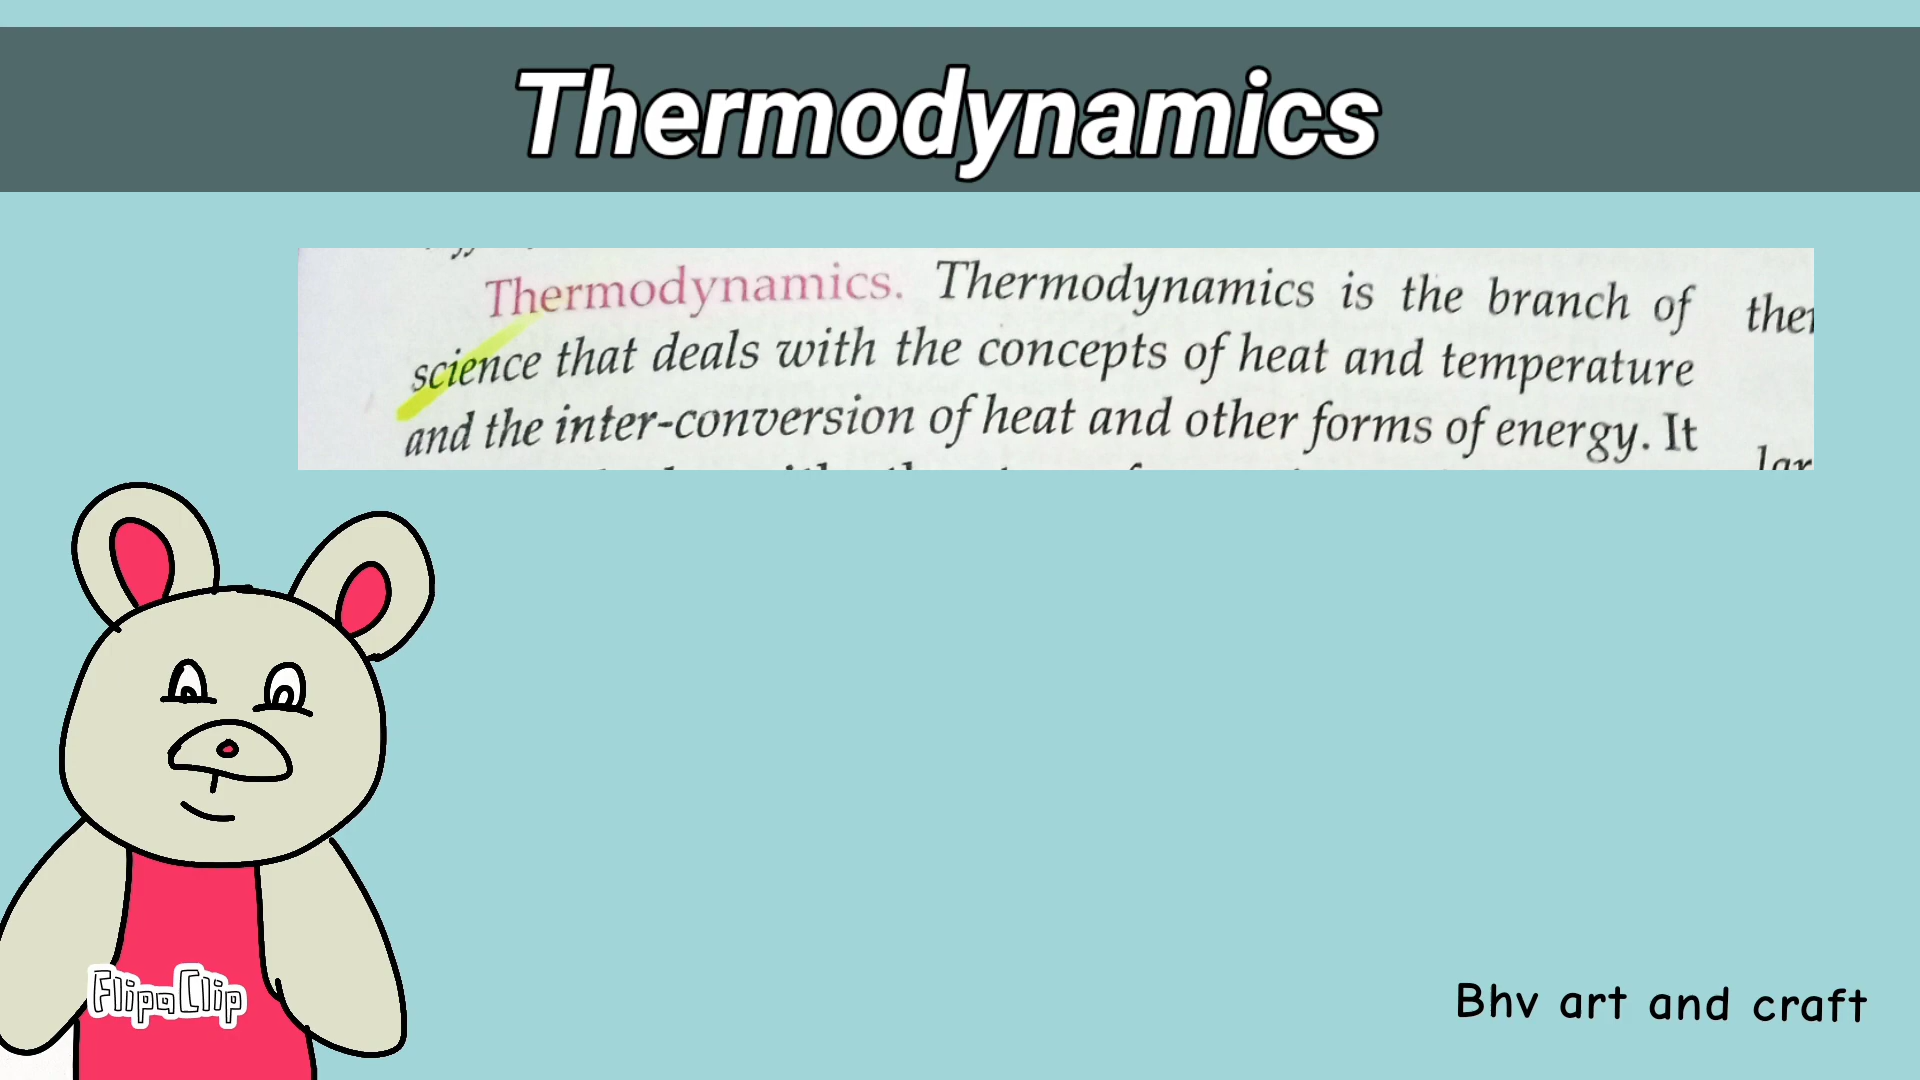 Thermodynamics
Thermodynamics. Thermodynamics is the branch of
science that deals with the concepts of heat and temperature
and the inter-conversion of heat and other forms of energy. It
FlipaClip
Bhv art and craft